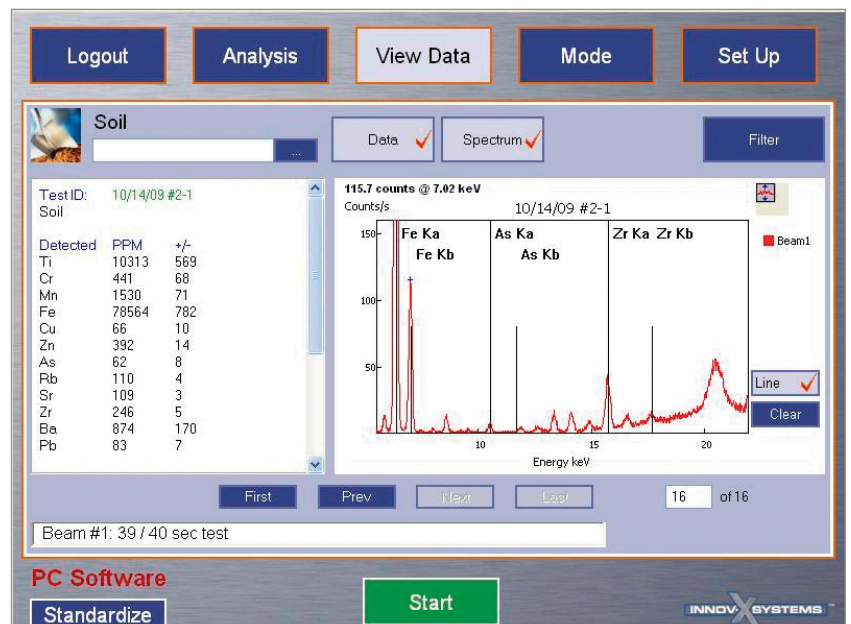 Logout Analysis View Data Mode Set Up
Soil
...
Data Spectrum Filter
Test ID: 10/14/09 #2-1
Soil
Detected PPM +/-
Ti 10313 569
Cr 441 68
Mn 1530 71
Fe 78564 782
Cu 66 10
Zn 392 14
As 62 8
Rb 110 4
Sr 109 3
Zr 246 5
Ba 874 170
Pb 83 7
115.7 counts @ 7.02 keV
Counts/s
10/14/09 #2-1
150
Fe Ka As Ka Zr Ka Zr Kb
Fe Kb As Kb
Beam1
100
50
Line
Clear
10 15 20
Energy keV
First Prev Next Last 16 of 16
Beam #1: 39 / 40 sec test
PC Software
Standardize
Start
INNOV-X SYSTEMS